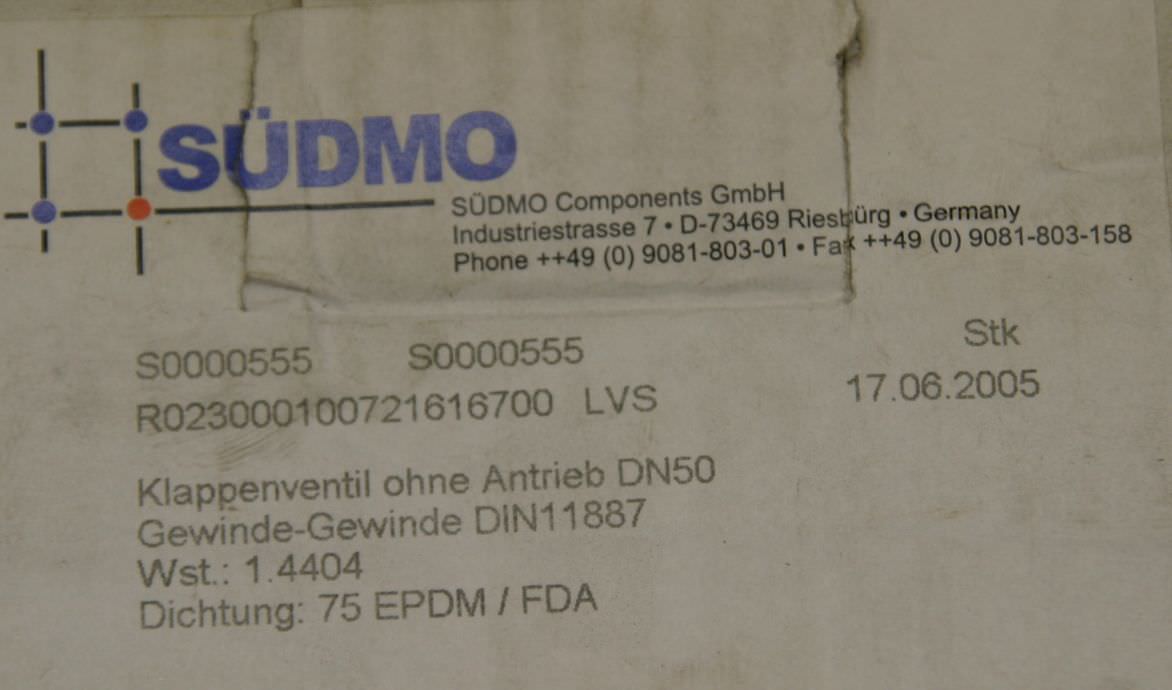 SÜDMO
SÜDMO Components GmbH
Industriestrasse 7 • D-73469 Riesbürg • Germany
Phone ++49 (0) 9081-803-01 • Fax ++49 (0) 9081-803-158
Stk
S0000555 S0000555
R023000100721616700 LVS 17.06.2005
Klappenventil ohne Antrieb DN50
Gewinde-Gewinde DIN11887
Wst.: 1.4404
Dichtung: 75 EPDM / FDA